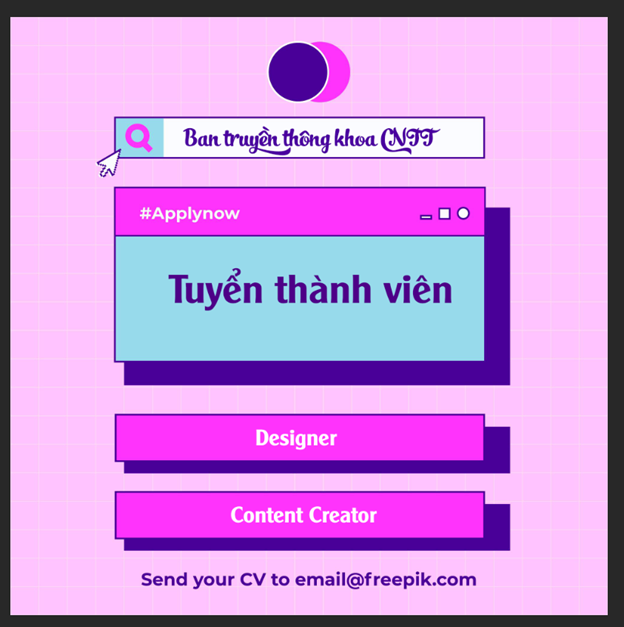 Ban truyền thông khoa CNTT
#Applynow
Tuyển thành viên
Designer
Content Creator
Send your CV to email@freepik.com